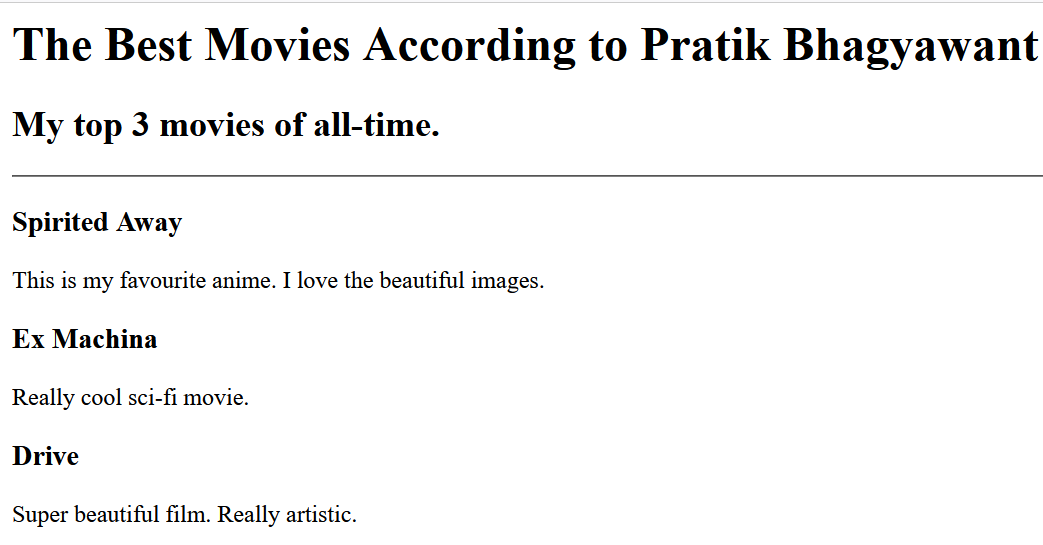 The Best Movies According to Pratik Bhagyawant
My top 3 movies of all-time.
Spirited Away
This is my favourite anime. I love the beautiful images.
Ex Machina
Really cool sci-fi movie.
Drive
Super beautiful film. Really artistic.